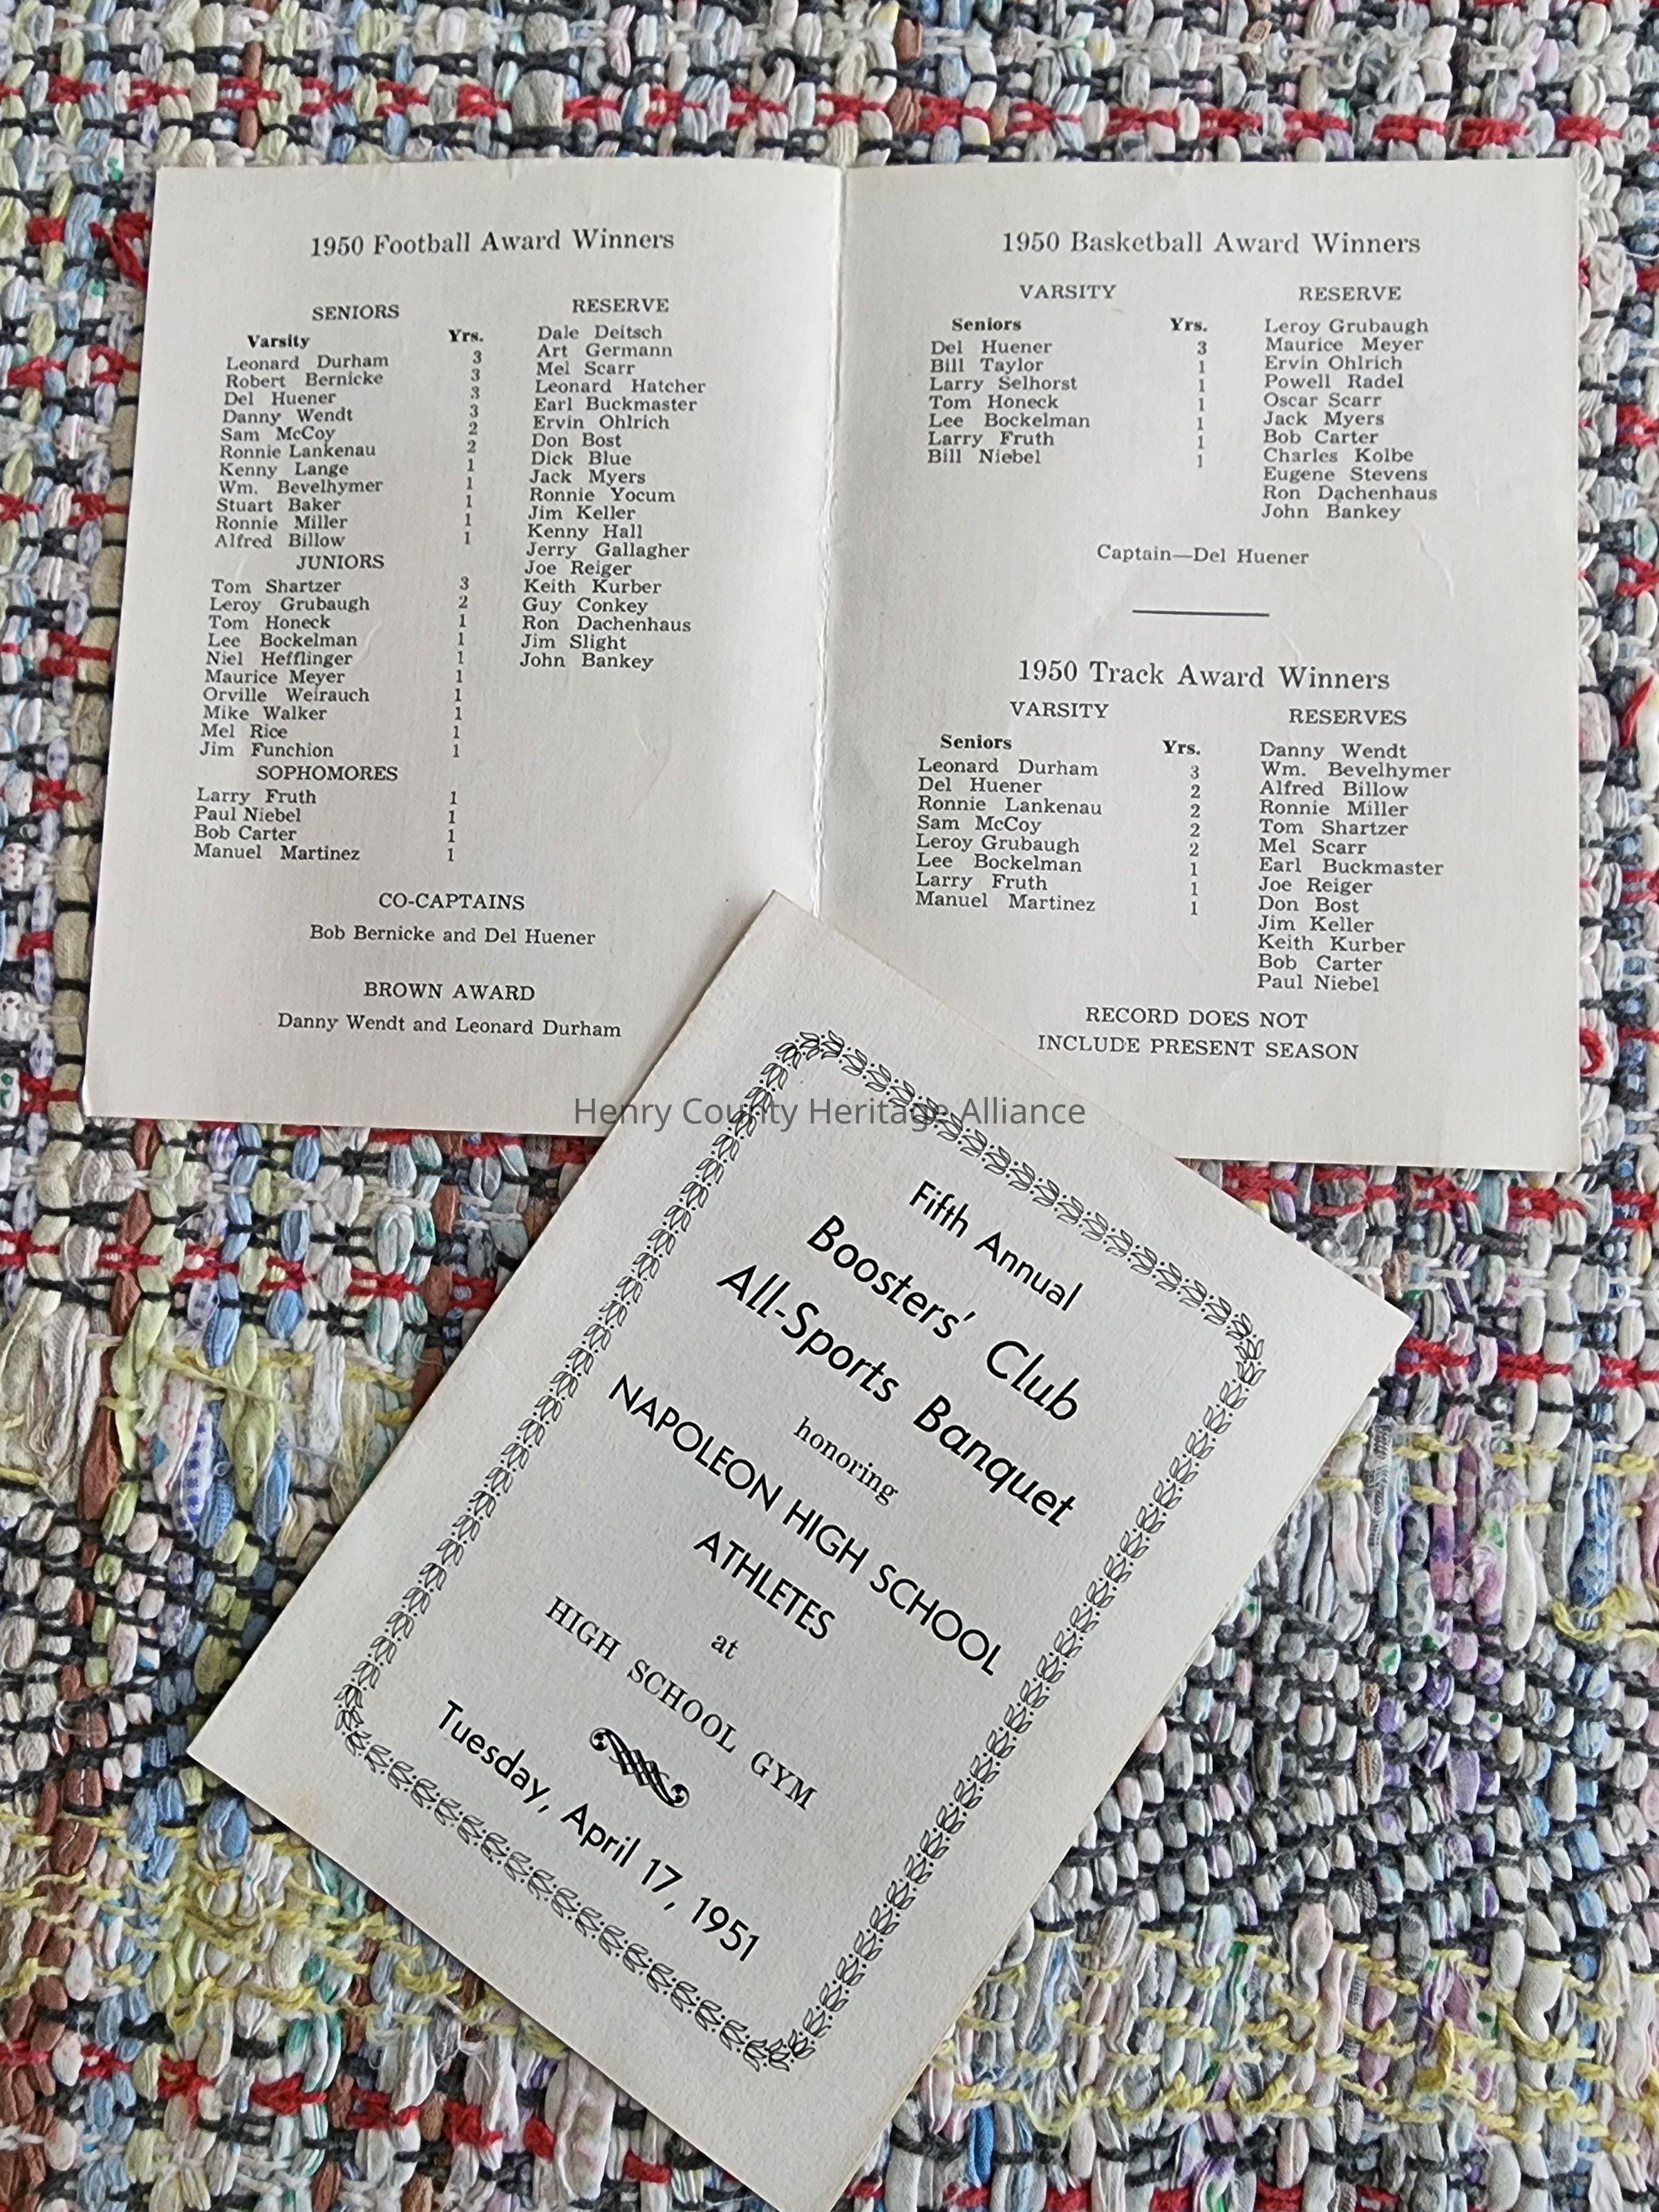 1950 Football Award Winners
SENIORS
Varsity Yrs.
Leonard Durham 3
Robert Bernicke 3
Del Huener 3
Danny Wendt 3
Sam McCoy 2
Ronnie Lankenau 2
Kenny Lange 1
Wm. Bevelhymer 1
Stuart Baker 1
Ronnie Miller 1
Alfred Billow 1
JUNIORS
Tom Shartzer 3
Leroy Grubaugh 2
Tom Honeck 1
Lee Bockelman 1
Niel Hefflinger 1
Maurice Meyer 1
Orville Weirauch 1
Mike Walker 1
Mel Rice 1
Jim Funchion 1
SOPHOMORES
Larry Fruth 1
Paul Niebel 1
Bob Carter 1
Manuel Martinez 1
RESERVE
Dale Deitsch
Art Germann
Mel Scarr
Leonard Hatcher
Earl Buckmaster
Ervin Ohlrich
Don Bost
Dick Blue
Jack Myers
Ronnie Yocum
Jim Keller
Kenny Hall
Jerry Gallagher
Joe Reiger
Keith Kurber
Guy Conkey
Ron Dachenhaus
Jim Slight
John Bankey
CO-CAPTAINS
Bob Bernicke and Del Huener
BROWN AWARD
Danny Wendt and Leonard Durham
1950 Basketball Award Winners
VARSITY
Seniors Yrs.
Del Huener 3
Bill Taylor 1
Larry Selhorst 1
Tom Honeck 1
Lee Bockelman 1
Larry Fruth 1
Bill Niebel 1
RESERVE
Leroy Grubaugh
Maurice Meyer
Ervin Ohlrich
Powell Radel
Oscar Scarr
Jack Myers
Bob Carter
Charles Kolbe
Eugene Stevens
Ron Dachenhaus
John Bankey
Captain—Del Huener
1950 Track Award Winners
VARSITY
Seniors Yrs.
Leonard Durham 3
Del Huener 2
Ronnie Lankenau 2
Sam McCoy 2
Leroy Grubaugh 2
Lee Bockelman 1
Larry Fruth 1
Manuel Martinez 1
RESERVES
Danny Wendt
Wm. Bevelhymer
Alfred Billow
Ronnie Miller
Tom Shartzer
Mel Scarr
Earl Buckmaster
Joe Reiger
Don Bost
Jim Keller
Keith Kurber
Bob Carter
Paul Niebel
RECORD DOES NOT
INCLUDE PRESENT SEASON
Henry County Heritage Alliance
Fifth Annual
Boosters' Club
All-Sports Banquet
honoring
NAPOLEON HIGH SCHOOL
ATHLETES
at
HIGH SCHOOL GYM
Tuesday, April 17, 1951